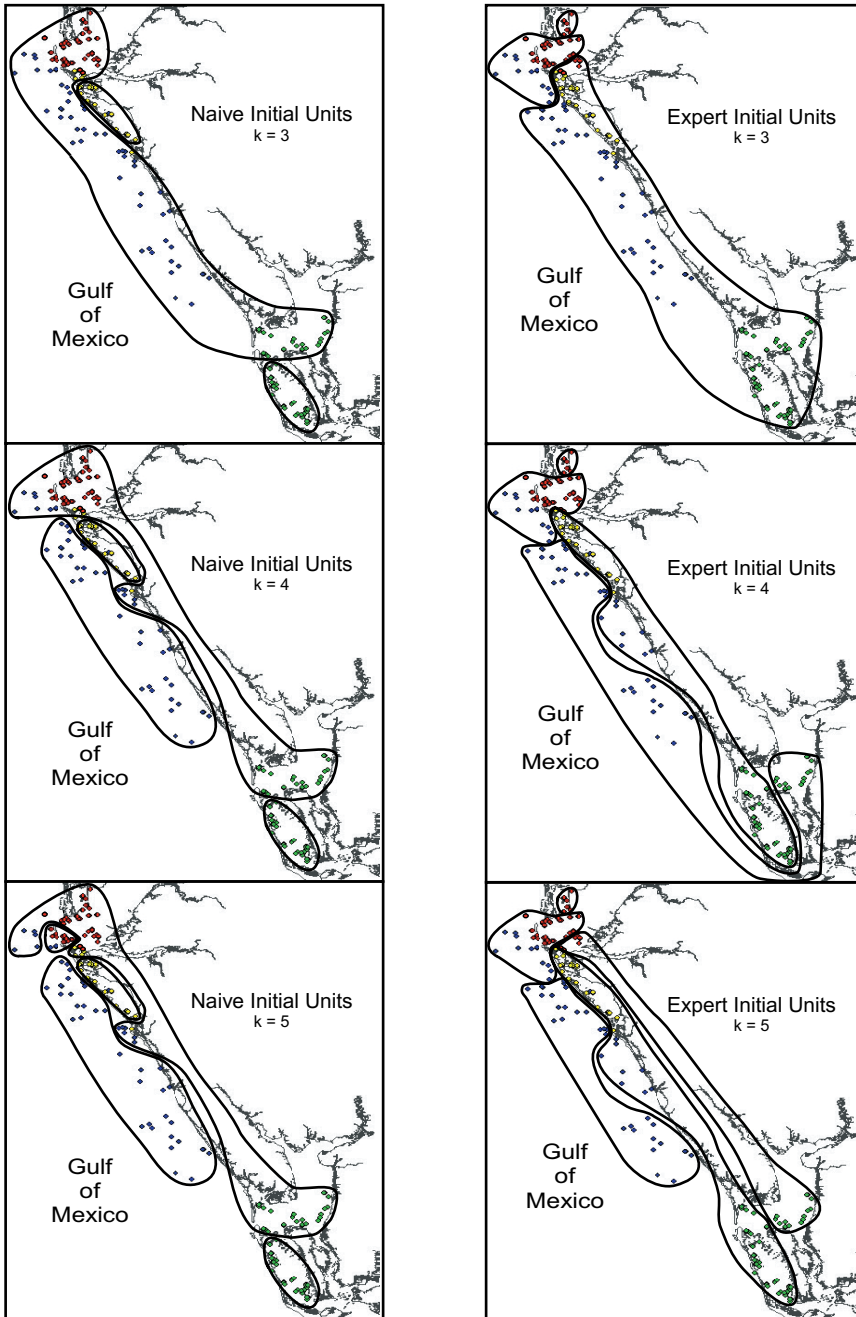 Naive Initial Units
k = 3
Gulf
of
Mexico
Expert Initial Units
k = 3
Gulf
of
Mexico
Naive Initial Units
k = 4
Gulf
of
Mexico
Expert Initial Units
k = 4
Gulf
of
Mexico
Naive Initial Units
k = 5
Gulf
of
Mexico
Expert Initial Units
k = 5
Gulf
of
Mexico